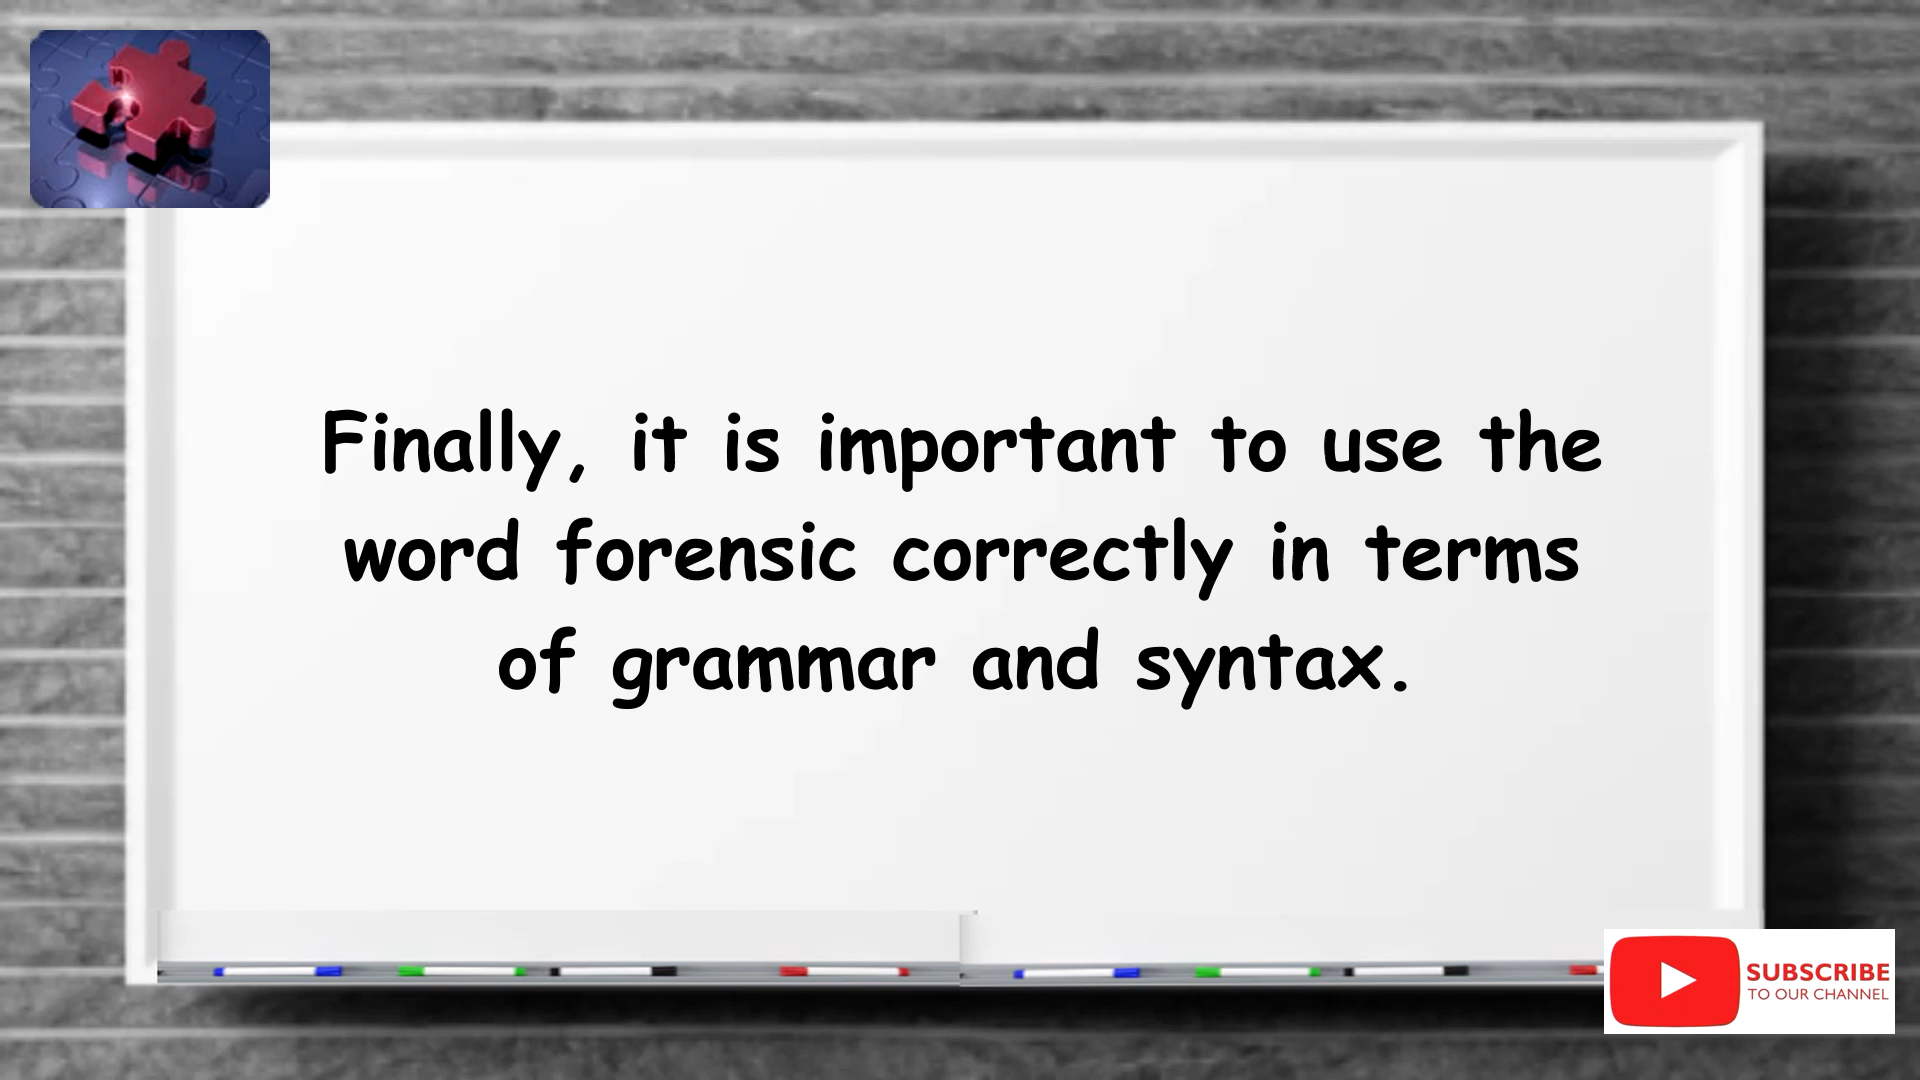 Finally, it is important to use the
word forensic correctly in terms
of grammar and syntax.
SUBSCRIBE
TO OUR CHANNEL